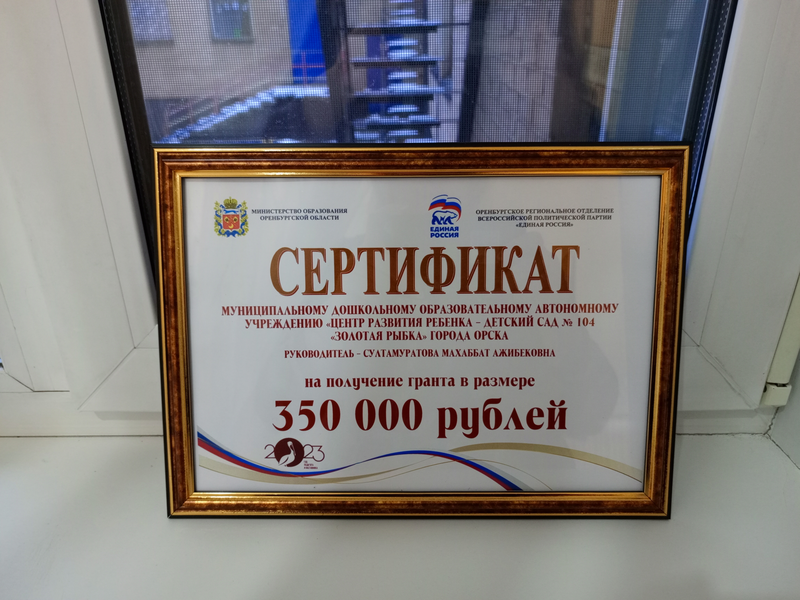 МИНИСТЕРСТВО ОБРАЗОВАНИЯ
ОРЕНБУРГСКОЙ ОБЛАСТИ
ЕДИНАЯ
РОССИЯ
ОРЕНБУРГСКОЕ РЕГИОНАЛЬНОЕ ОТДЕЛЕНИЕ
ВСЕРОССИЙСКОЙ ПОЛИТИЧЕСКОЙ ПАРТИИ
«ЕДИНАЯ РОССИЯ»
СЕРТИФИКАТ
МУНИЦИПАЛЬНОМУ ДОШКОЛЬНОМУ ОБРАЗОВАТЕЛЬНОМУ АВТОНОМНОМУ
УЧРЕЖДЕНИЮ «ЦЕНТР РАЗВИТИЯ РЕБЕНКА – ДЕТСКИЙ САД № 104
«ЗОЛОТАЯ РЫБКА» ГОРОДА ОРСКА
РУКОВОДИТЕЛЬ – СУЛТАМУРАТОВА МАХАББАТ АЖИБЕКОВНА
на получение гранта в размере
350 000 рублей
2023